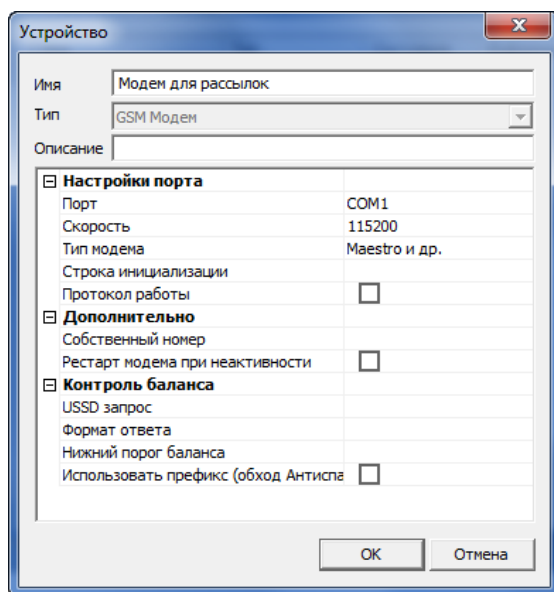 Устройство
Имя Модем для рассылок
Тип GSM Модем
Описание
Настройки порта
Порт COM1
Скорость 115200
Тип модема Maestro и др.
Строка инициализации
Протокол работы
Дополнительно
Собственный номер
Рестарт модема при неактивности
Контроль баланса
USSD запрос
Формат ответа
Нижний порог баланса
Использовать префикс (обход Антиспа
OK Отмена